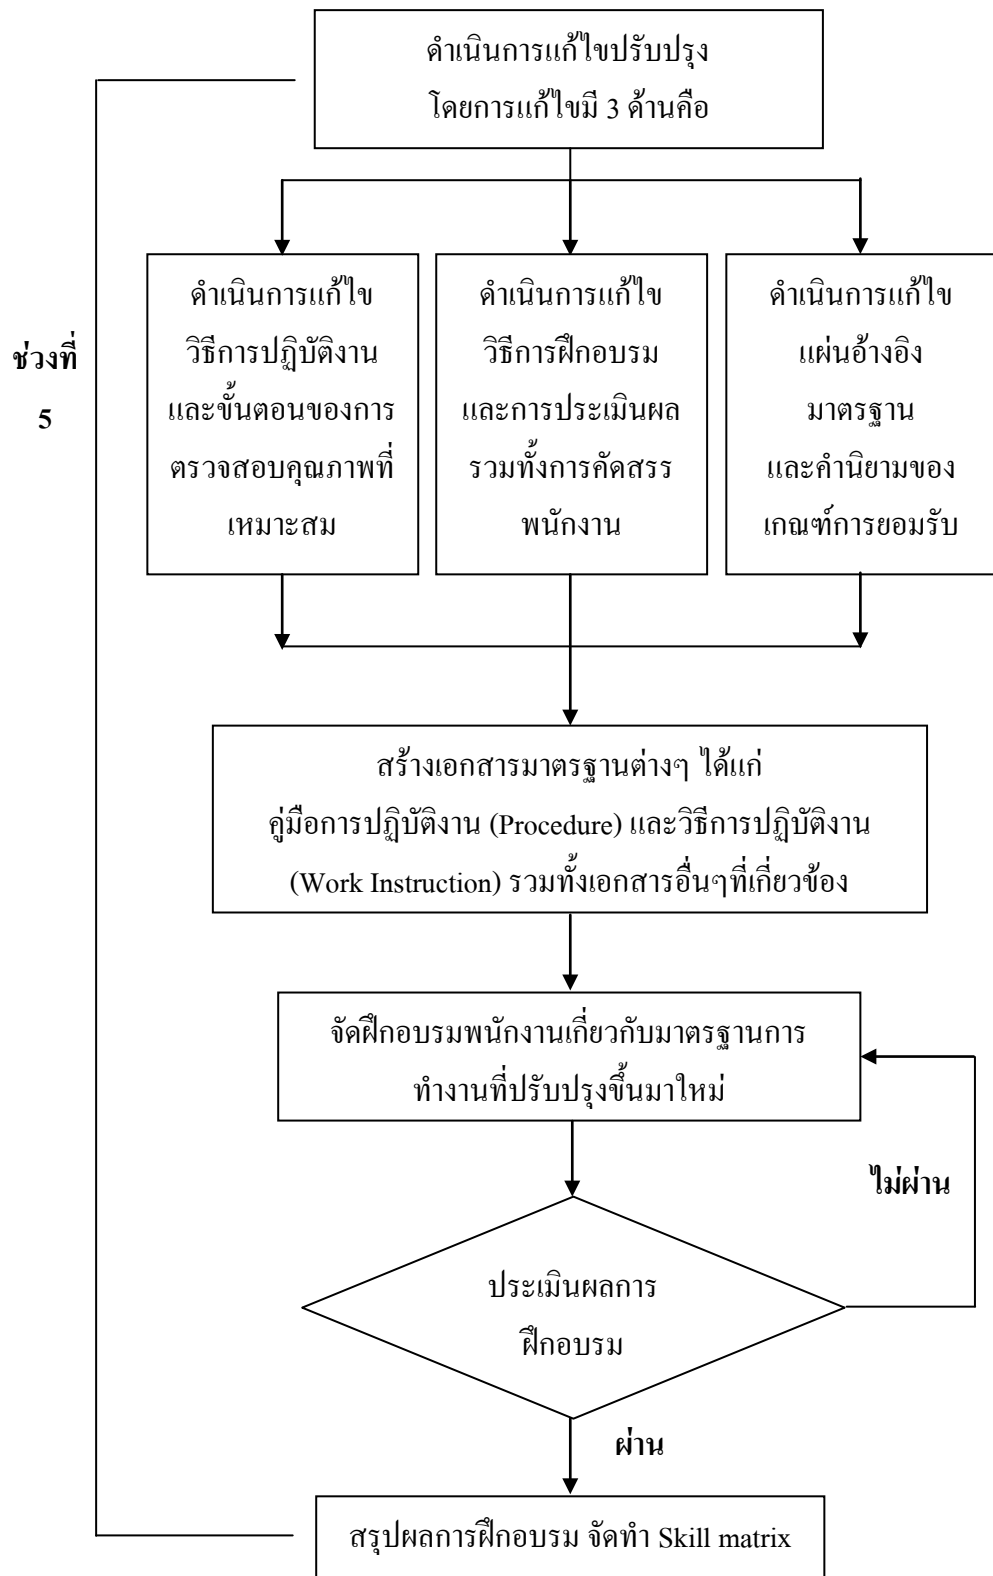 ดำเนินการแก้ไขปรับปรุง
โดยการแก้ไขมี 3 ด้านคือ
ช่วงที่
5
ดำเนินการแก้ไข
วิธีการปฏิบัติงาน
และขั้นตอนของการ
ตรวจสอบคุณภาพที่
เหมาะสม
ดำเนินการแก้ไข
วิธีการฝึกอบรม
และการประเมินผล
รวมทั้งการคัดสรร
พนักงาน
ดำเนินการแก้ไข
แผ่นอ้างอิง
มาตรฐาน
และคำนิยามของ
เกณฑ์การยอมรับ
สร้างเอกสารมาตรฐานต่างๆ ได้แก่
คู่มือการปฏิบัติงาน (Procedure) และวิธีการปฏิบัติงาน
(Work Instruction) รวมทั้งเอกสารอื่นๆที่เกี่ยวข้อง
จัดฝึกอบรมพนักงานเกี่ยวกับมาตรฐานการ
ทำงานที่ปรับปรุงขึ้นมาใหม่
ไม่ผ่าน
ประเมินผลการ
ฝึกอบรม
ผ่าน
สรุปผลการฝึกอบรม จัดทำ Skill matrix